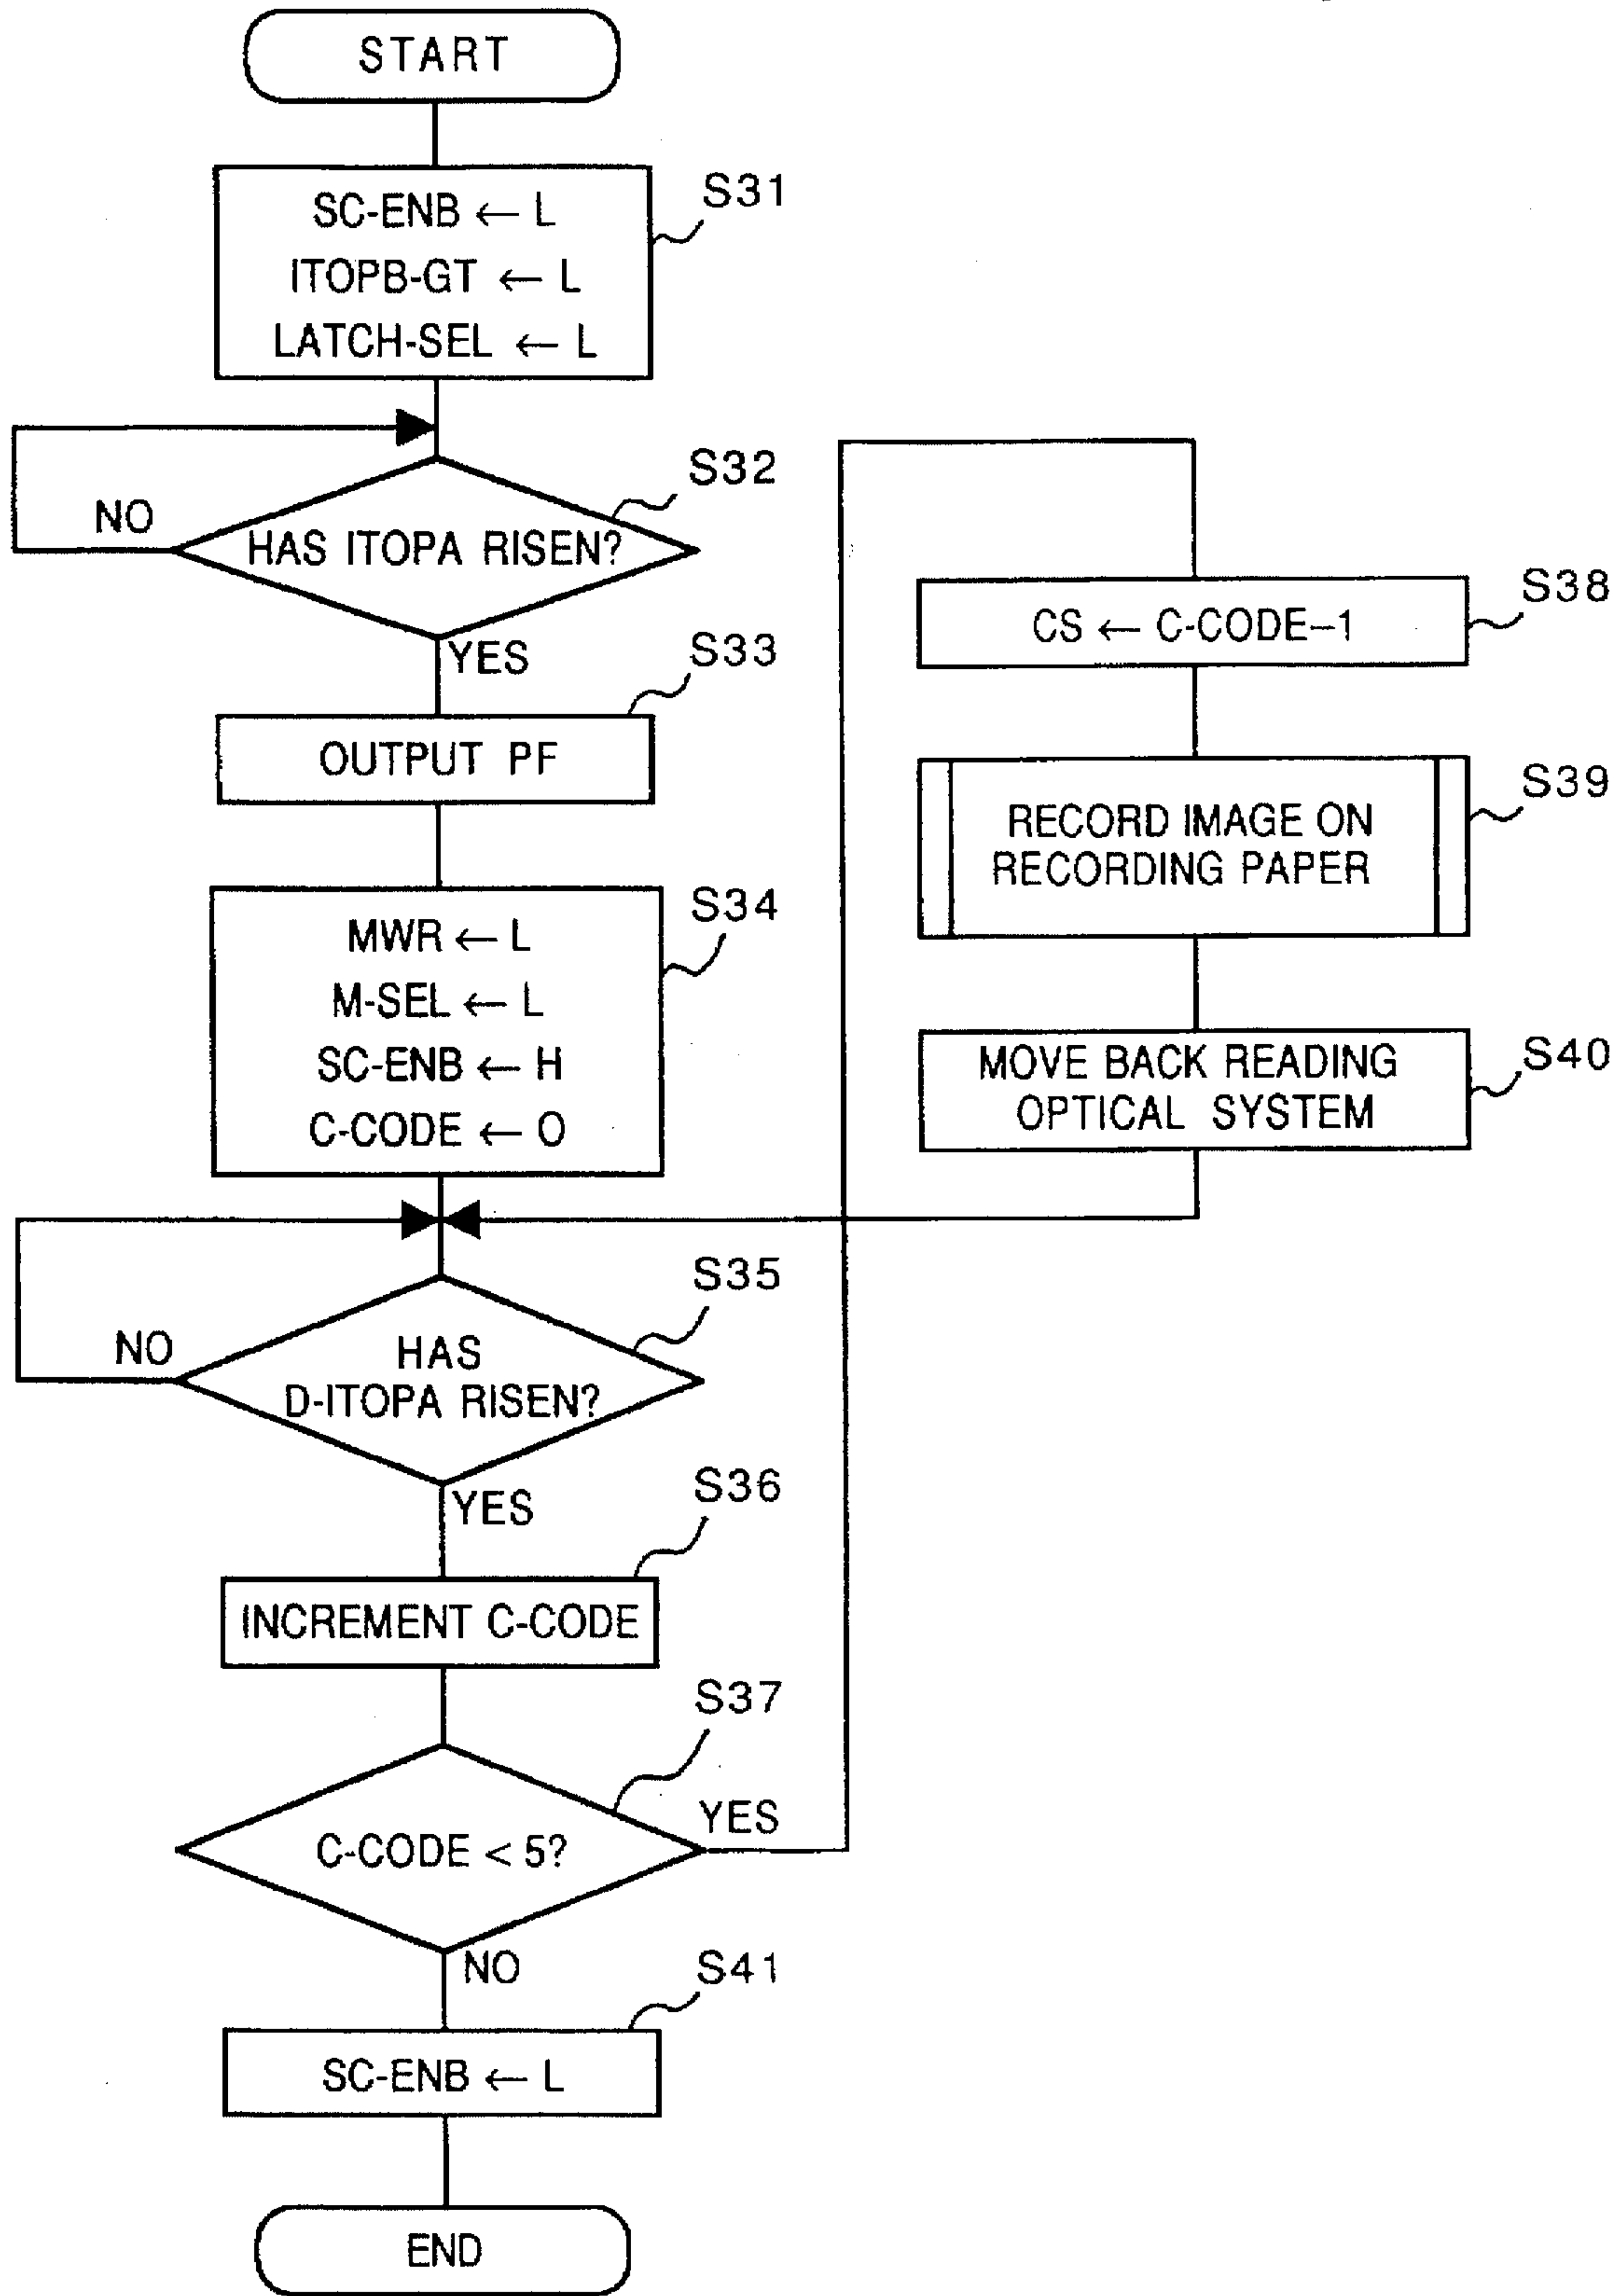 START
S31
SC-ENB ← L
ITOPB-GT ← L
LATCH-SEL ← L
S32
NO
HAS ITOPA RISEN?
YES
S33
OUTPUT PF
S34
MWR ← L
M-SEL ← L
SC-ENB ← H
C-CODE ← O
S35
NO
HAS
D-ITOPA RISEN?
YES
S36
INCREMENT C-CODE
S37
YES
C-CODE < 5?
NO
S41
SC-ENB ← L
END
S38
CS ← C-CODE–1
S39
RECORD IMAGE ON
RECORDING PAPER
S40
MOVE BACK READING
OPTICAL SYSTEM